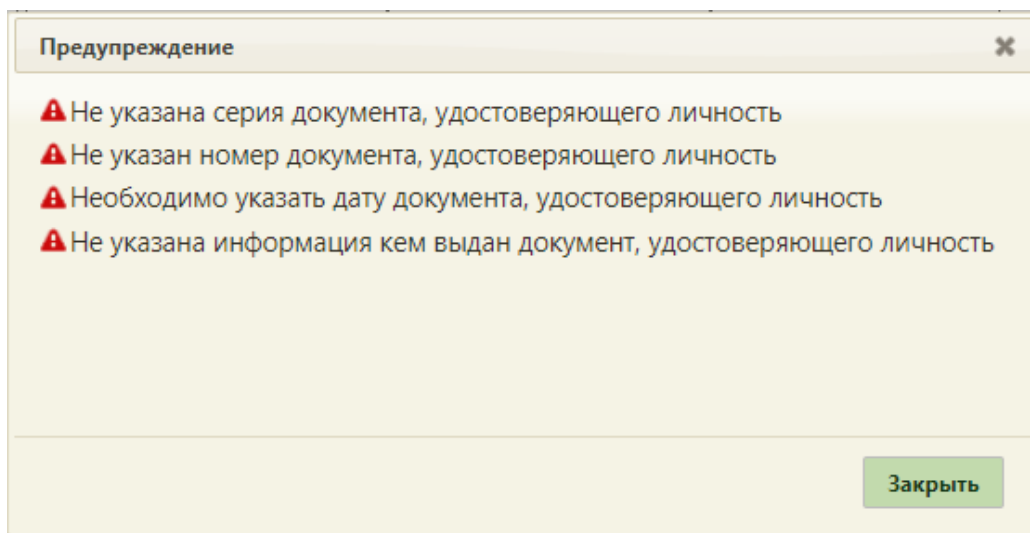 Предупреждение
Не указана серия документа, удостоверяющего личность
Не указан номер документа, удостоверяющего личность
Необходимо указать дату документа, удостоверяющего личность
Не указана информация кем выдан документ, удостоверяющего личность
Закрыть